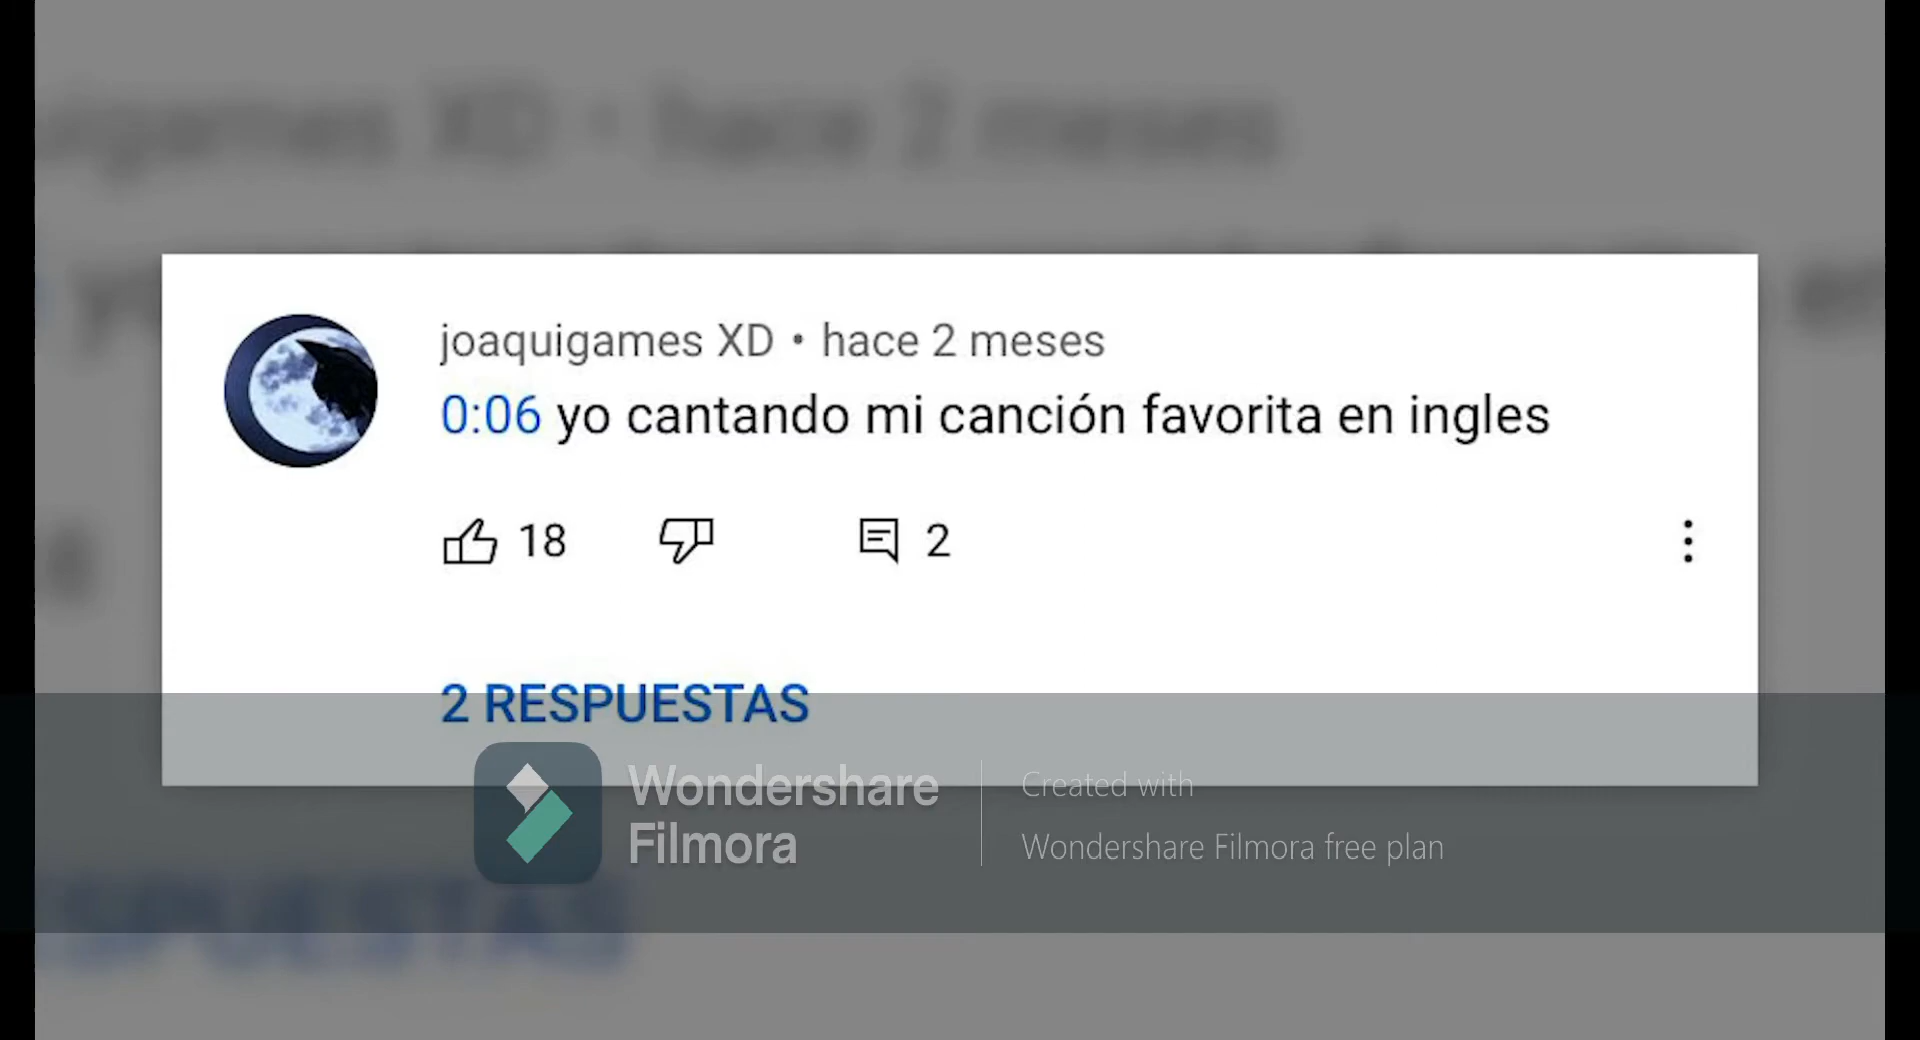 joaquigames XD • hace 2 meses
0:06 yo cantando mi canción favorita en ingles
18
2
2 RESPUESTAS
Wondershare
Filmora
Created with
Wondershare Filmora free plan